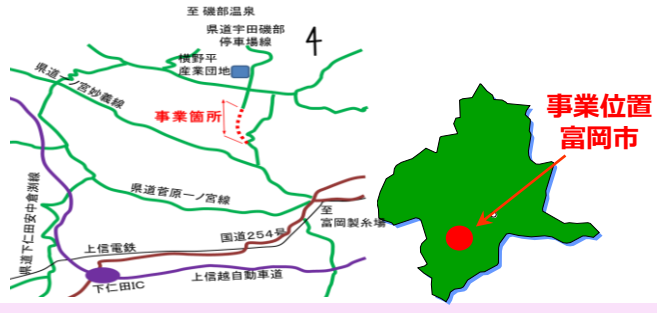 至 磯部温泉
県道宇田磯部
停車場線
横野平
産業団地
県道一ノ宮妙義線
事業箇所
事業位置
富岡市
県道菅原一ノ宮線
至
富岡製糸場
国道254号
県道下仁田安中倉渕線
上信電鉄
上信越自動車道
下仁田IC